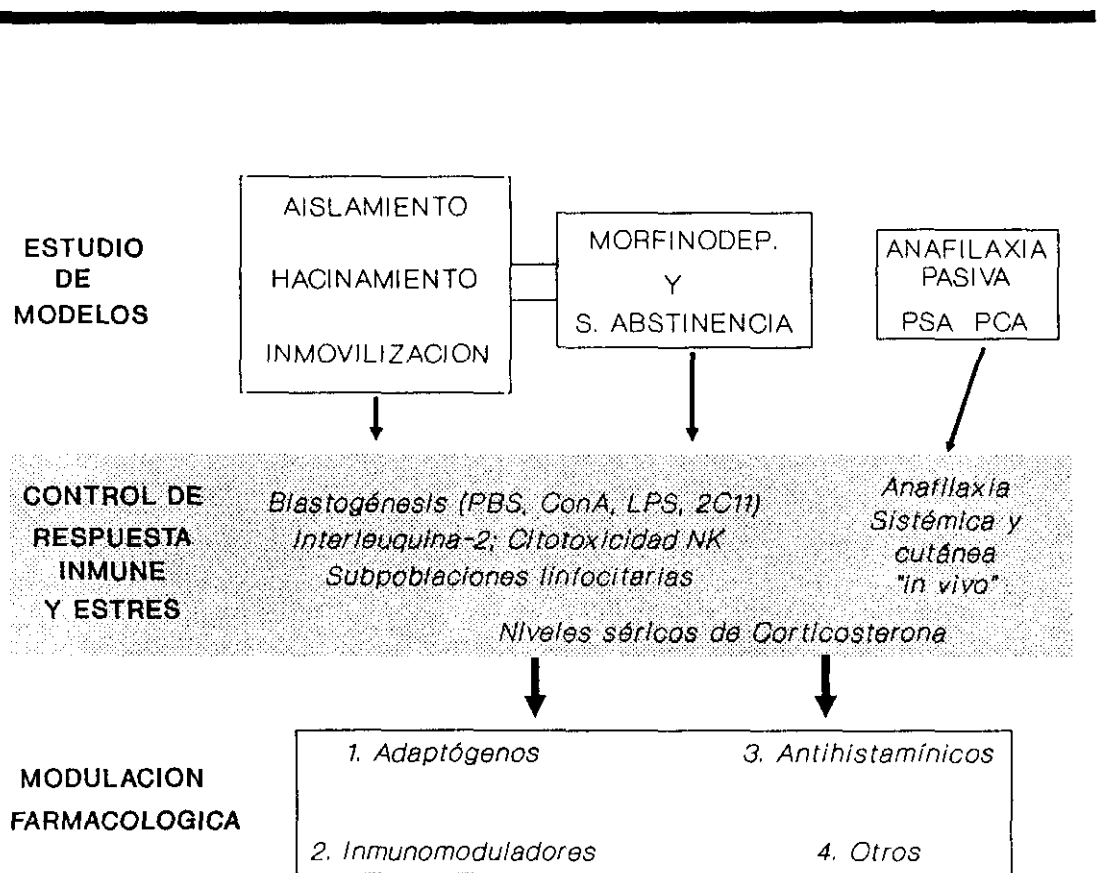 ESTUDIO
DE
MODELOS
AISLAMIENTO
HACINAMIENTO
INMOVILIZACION
MORFINODEP.
Y
S. ABSTINENCIA
ANAFILAXIA
PASIVA
PSA PCA
CONTROL DE
RESPUESTA
INMUNE
Y ESTRES
Blastogénesis (PBS, ConA, LPS, 2C11)
Interleuquina-2; Citotoxicidad NK
Subpoblaciones linfocitarias
Anafilaxia
Sistémica y
cutánea
"in vivo"
Niveles séricos de Corticosterona
MODULACION
FARMACOLOGICA
1. Adaptógenos
3. Antihistamínicos
2. Inmunomoduladores
4. Otros